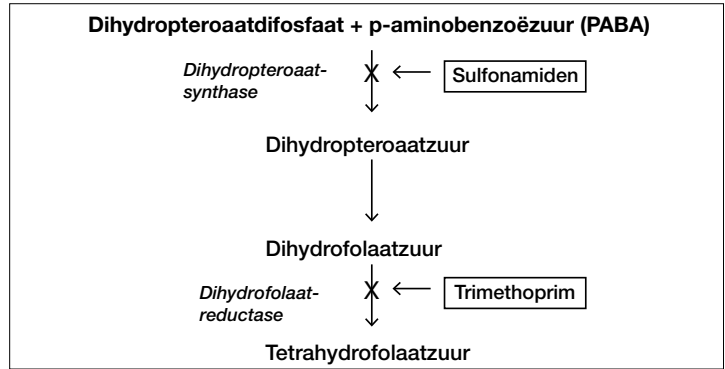 Dihydropteroaatdifosfaat + p-aminobenzoëzuur (PABA)
Dihydropteroaat-
synthase
X
Sulfonamiden
Dihydropteroaatzuur
Dihydrofolaatzuur
Dihydrofolaat-
reductase
X
Trimethoprim
Tetrahydrofolaatzuur